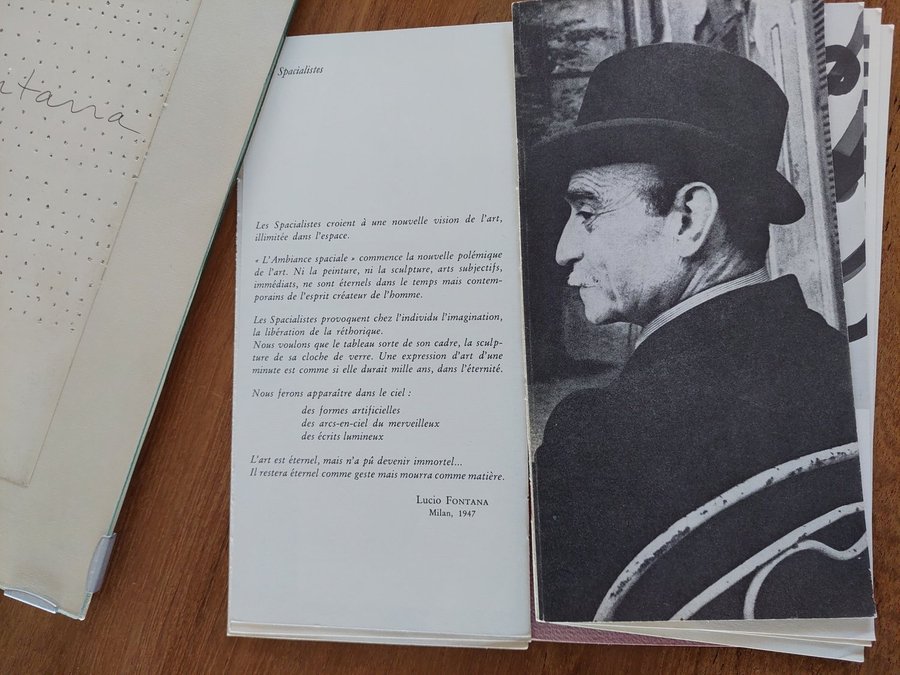 ntana
Spacialistes
Les Spacialistes croient à une nouvelle vision de l'art,
illimitée dans l'espace.
« L'Ambiance spaciale » commence la nouvelle polémique
de l'art. Ni la peinture, ni la sculpture, arts subjectifs,
immédiats, ne sont éternels dans le temps mais contem-
porains de l'esprit créateur de l'homme.
Les Spacialistes provoquent chez l'individu l'imagination,
la libération de la réthorique.
Nous voulons que le tableau sorte de son cadre, la sculp-
ture de sa cloche de verre. Une expression d'art d'une
minute est comme si elle durait mille ans, dans l'éternité.
Nous ferons apparaître dans le ciel :
des formes artificielles
des arcs-en-ciel du merveilleux
des écrits lumineux
L'art est éternel, mais n'a pû devenir immortel...
Il restera éternel comme geste mais mourra comme matière.
Lucio FONTANA
Milan, 1947